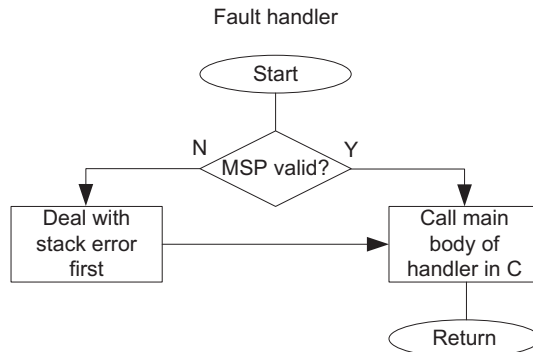 Fault handler
Start
N
Y
MSP valid?
Deal with
stack error
first
Call main
body of
handler in C
Return